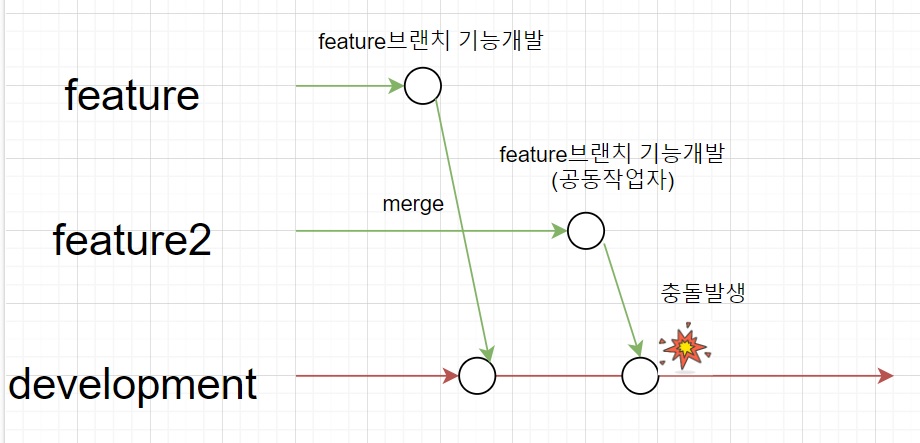 feature브랜치 기능개발
feature
feature브랜치 기능개발
(공동작업자)
merge
feature2
충돌발생
development